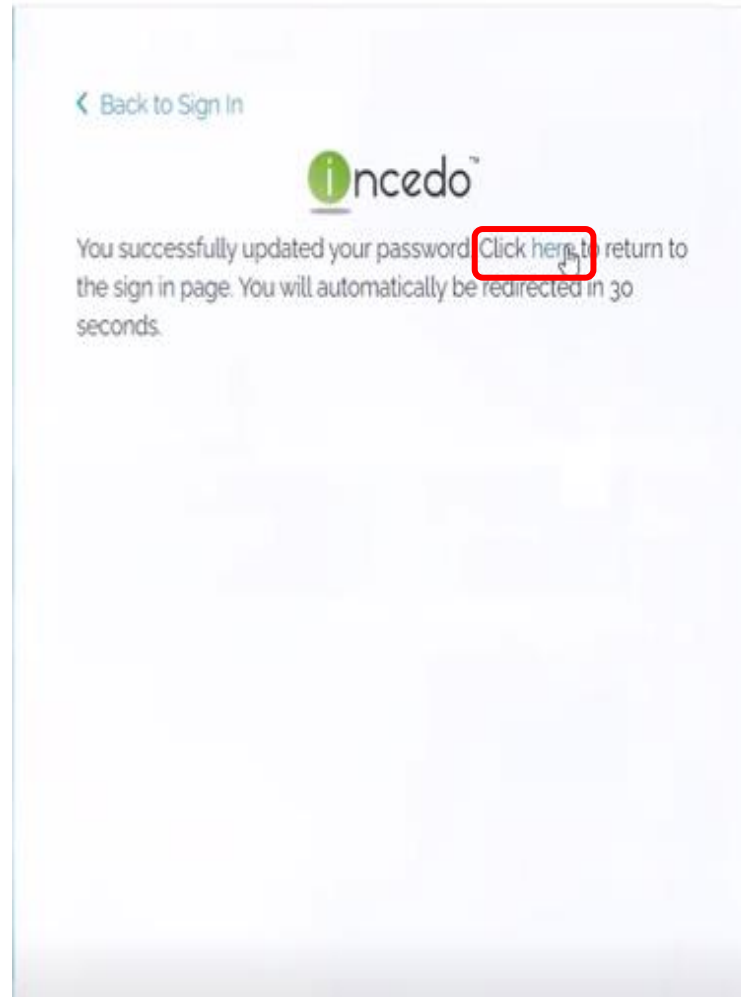 Back to Sign In
incedo™
You successfully updated your password. Click here to return to
the sign in page. You will automatically be redirected in 30
seconds.